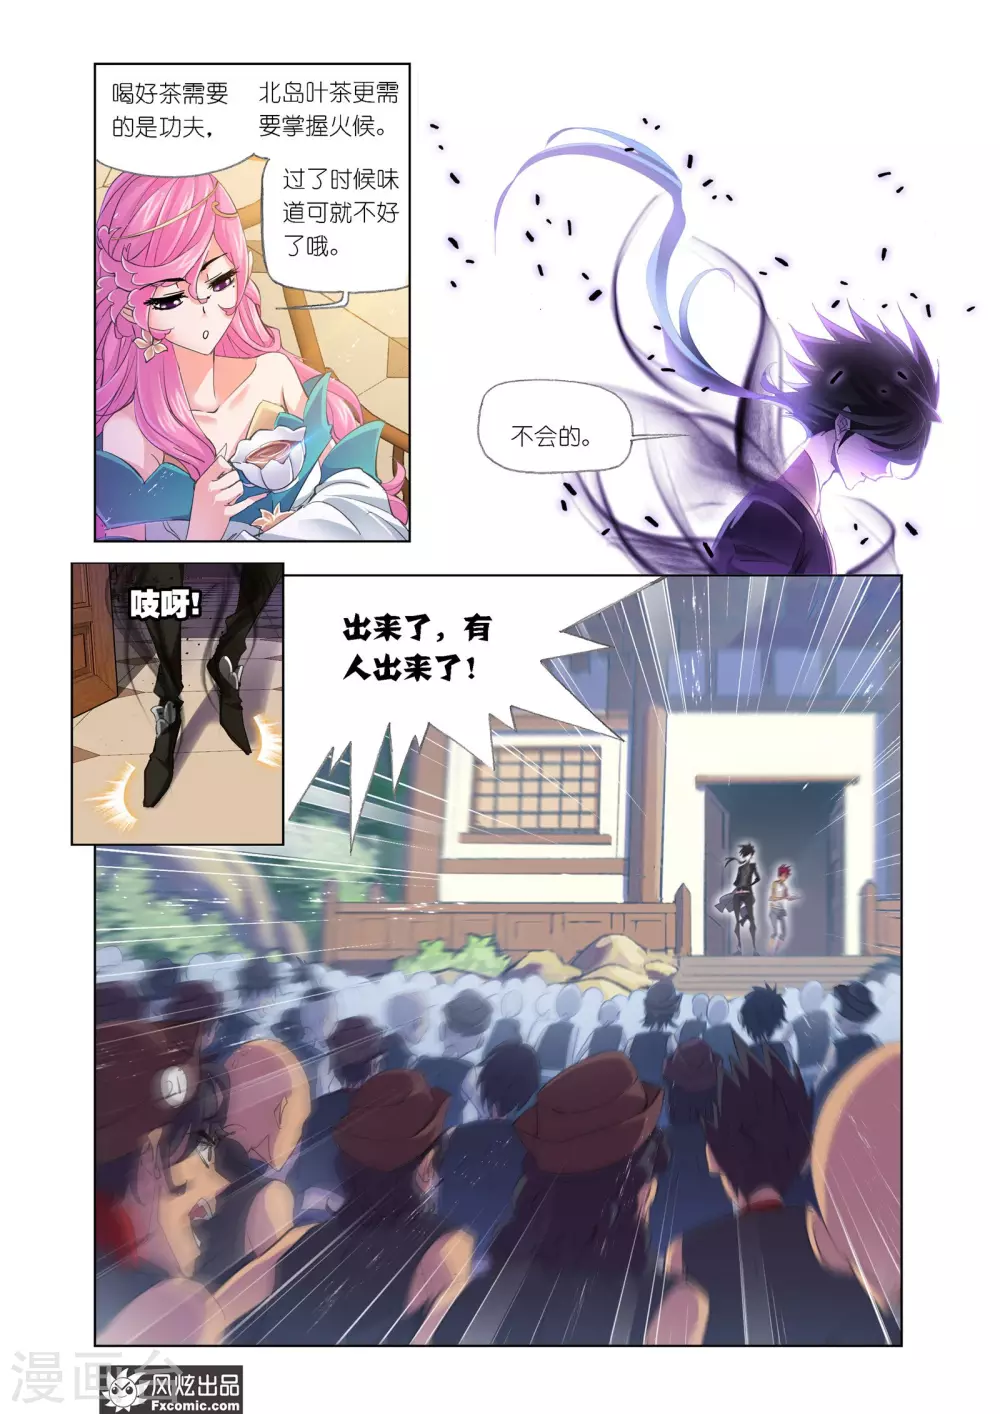 喝好茶需要
的是功夫，
北岛叶茶更需
要掌握火候。
过了时候味
道可就不好
了哦。
不会的。
吱呀!
出来了，有
人出来了!
21
漫画台
风炫出品
Fxcomic.com